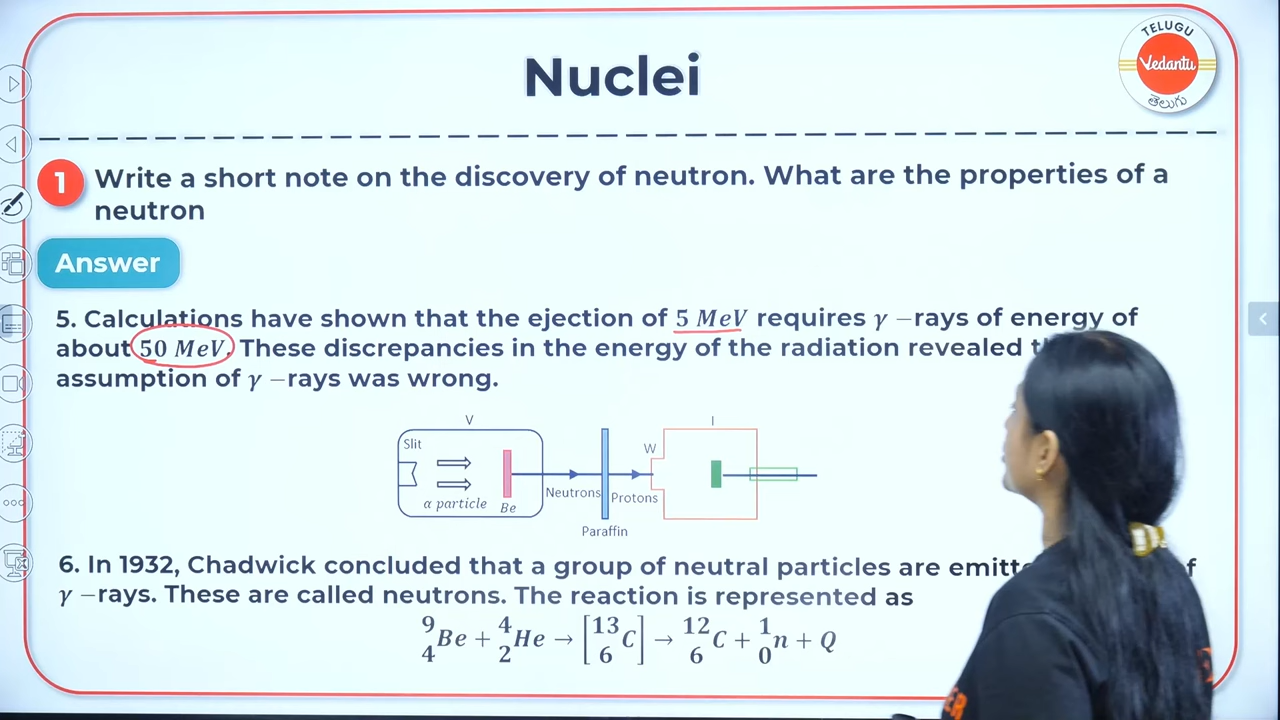 Nuclei
TELUGU
Vedantu
తెలుగు
1 Write a short note on the discovery of neutron. What are the properties of a
neutron
Answer
5. Calculations have shown that the ejection of 5 MeV requires γ −rays of energy of
about 50 MeV. These discrepancies in the energy of the radiation revealed
assumption of γ −rays was wrong.
V
I
Slit
W
α particle
Be
Neutrons
Protons
Paraffin
6. In 1932, Chadwick concluded that a group of neutral particles are
γ −rays. These are called neutrons. The reaction is represented as
⁹₄Be + ⁴₂He → [¹³₆C] → ¹²₆C + ¹₀n + Q